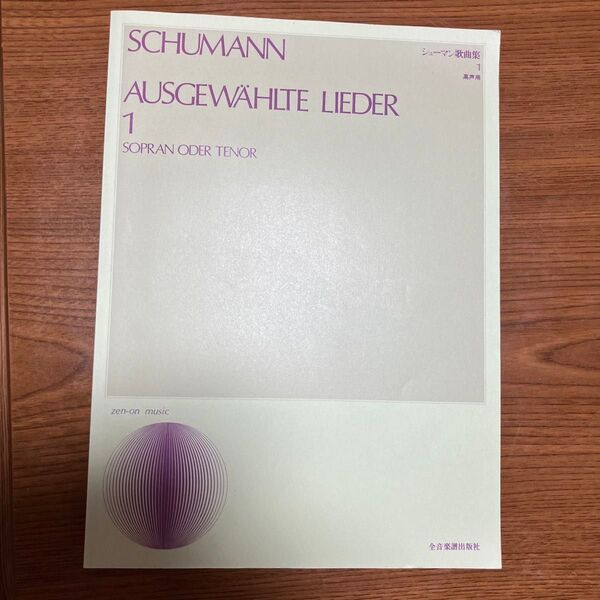 SCHUMANN
シューマン歌曲集
1
高声用
AUSGEWÄHLTE LIEDER
1
SOPRAN ODER TENOR
zen-on music
全音楽譜出版社